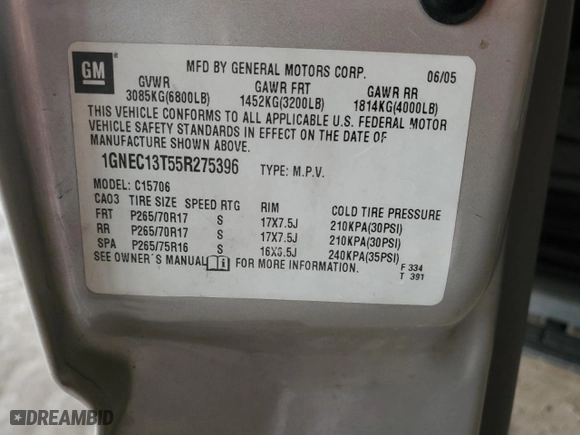 GM
MFD BY GENERAL MOTORS CORP. 06/05
GVWR GAWR FRT GAWR RR
3085KG(6800LB) 1452KG(3200LB) 1814KG(4000LB)
THIS VEHICLE CONFORMS TO ALL APPLICABLE U.S. FEDERAL MOTOR
VEHICLE SAFETY STANDARDS IN EFFECT ON THE DATE OF
MANUFACTURE SHOWN ABOVE.
1GNEC13T55R275396 TYPE: M.P.V.
MODEL: C15706
CA03 TIRE SIZE SPEED RTG RIM COLD TIRE PRESSURE
FRT P265/70R17 S 17X7.5J 210KPA(30PSI)
RR P265/70R17 S 17X7.5J 210KPA(30PSI)
SPA P265/75R16 S 16X6.5J 240KPA(35PSI)
SEE OWNER'S MANUAL FOR MORE INFORMATION.
F 334
T 391
DREAMBID